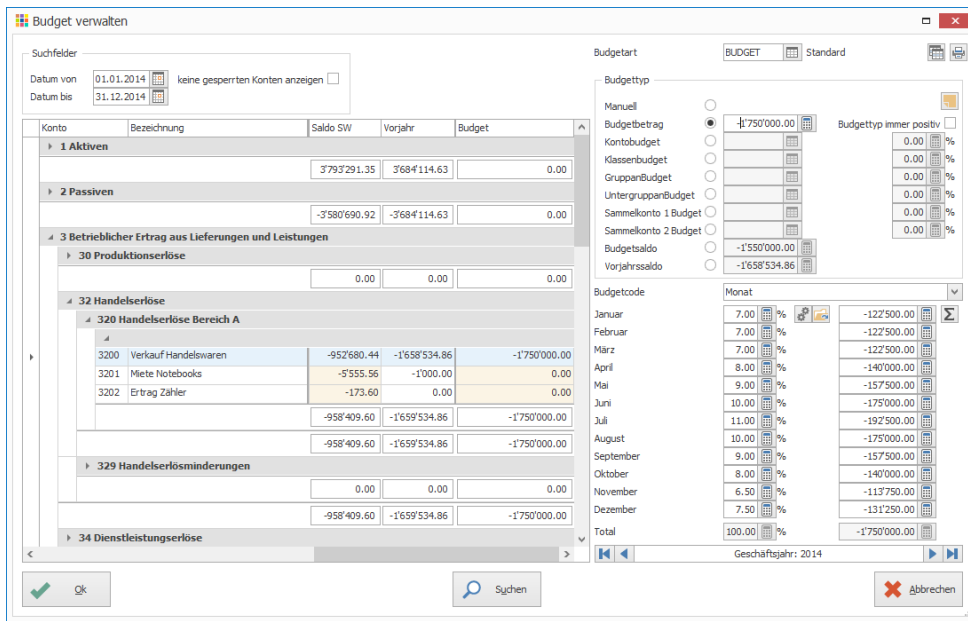 Budget verwalten
Suchfelder
Datum von 01.01.2014 keine gesperrten Konten anzeigen
Datum bis 31.12.2014
Konto Bezeichnung Saldo SW Vorjahr Budget
1 Aktiven
3'793'291.35 3'684'114.63 0.00
2 Passiven
-3'580'690.92 -3'684'114.63 0.00
3 Betrieblicher Ertrag aus Lieferungen und Leistungen
30 Produktionserlöse
0.00 0.00 0.00
32 Handelserlöse
320 Handelserlöse Bereich A
3200 Verkauf Handelswaren -952'680.44 -1'658'534.86 -1'750'000.00
3201 Miete Notebooks -5'555.56 -1'000.00 0.00
3202 Ertrag Zähler -173.60 0.00 0.00
-958'409.60 -1'659'534.86 -1'750'000.00
-958'409.60 -1'659'534.86 -1'750'000.00
329 Handelserlösminderungen
0.00 0.00 0.00
-958'409.60 -1'659'534.86 -1'750'000.00
34 Dienstleistungserlöse
Budgetart BUDGET Standard
Budgettyp
Manuell
Budgetbetrag -1'750'000.00 Budgettyp immer positiv
Kontobudget 0.00 %
Klassenbudget 0.00 %
GruppanBudget 0.00 %
UntergruppanBudget 0.00 %
Sammelkonto 1 Budget 0.00 %
Sammelkonto 2 Budget 0.00 %
Budgetsaldo -1'550'000.00
Vorjahrssaldo -1'658'534.86
Budgetcode Monat
Januar 7.00 % -122'500.00 Σ
Februar 7.00 % -122'500.00
März 7.00 % -122'500.00
April 8.00 % -140'000.00
Mai 9.00 % -157'500.00
Juni 10.00 % -175'000.00
Juli 11.00 % -192'500.00
August 10.00 % -175'000.00
September 9.00 % -157'500.00
Oktober 8.00 % -140'000.00
November 6.50 % -113'750.00
Dezember 7.50 % -131'250.00
Total 100.00 % -1'750'000.00
Geschäftsjahr: 2014
Ok Suchen Abbrechen